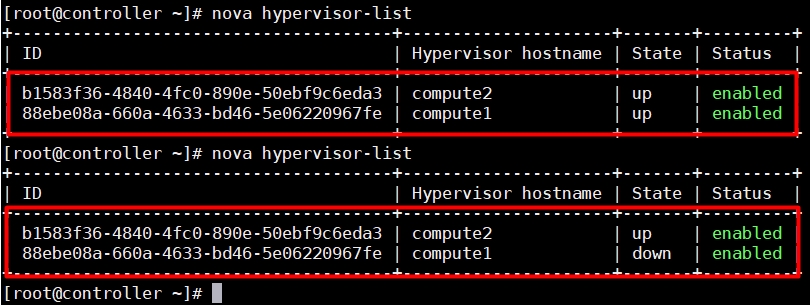 [root@controller ~]# nova hypervisor-list
+--------------------------------------+---------------------+-------+---------+
| ID                                   | Hypervisor hostname | State | Status  |
+--------------------------------------+---------------------+-------+---------+
| b1583f36-4840-4fc0-890e-50ebf9c6eda3 | compute2            | up    | enabled |
| 88ebe08a-660a-4633-bd46-5e06220967fe | compute1            | up    | enabled |
+--------------------------------------+---------------------+-------+---------+
[root@controller ~]# nova hypervisor-list
+--------------------------------------+---------------------+-------+---------+
| ID                                   | Hypervisor hostname | State | Status  |
+--------------------------------------+---------------------+-------+---------+
| b1583f36-4840-4fc0-890e-50ebf9c6eda3 | compute2            | up    | enabled |
| 88ebe08a-660a-4633-bd46-5e06220967fe | compute1            | down  | enabled |
+--------------------------------------+---------------------+-------+---------+
[root@controller ~]#